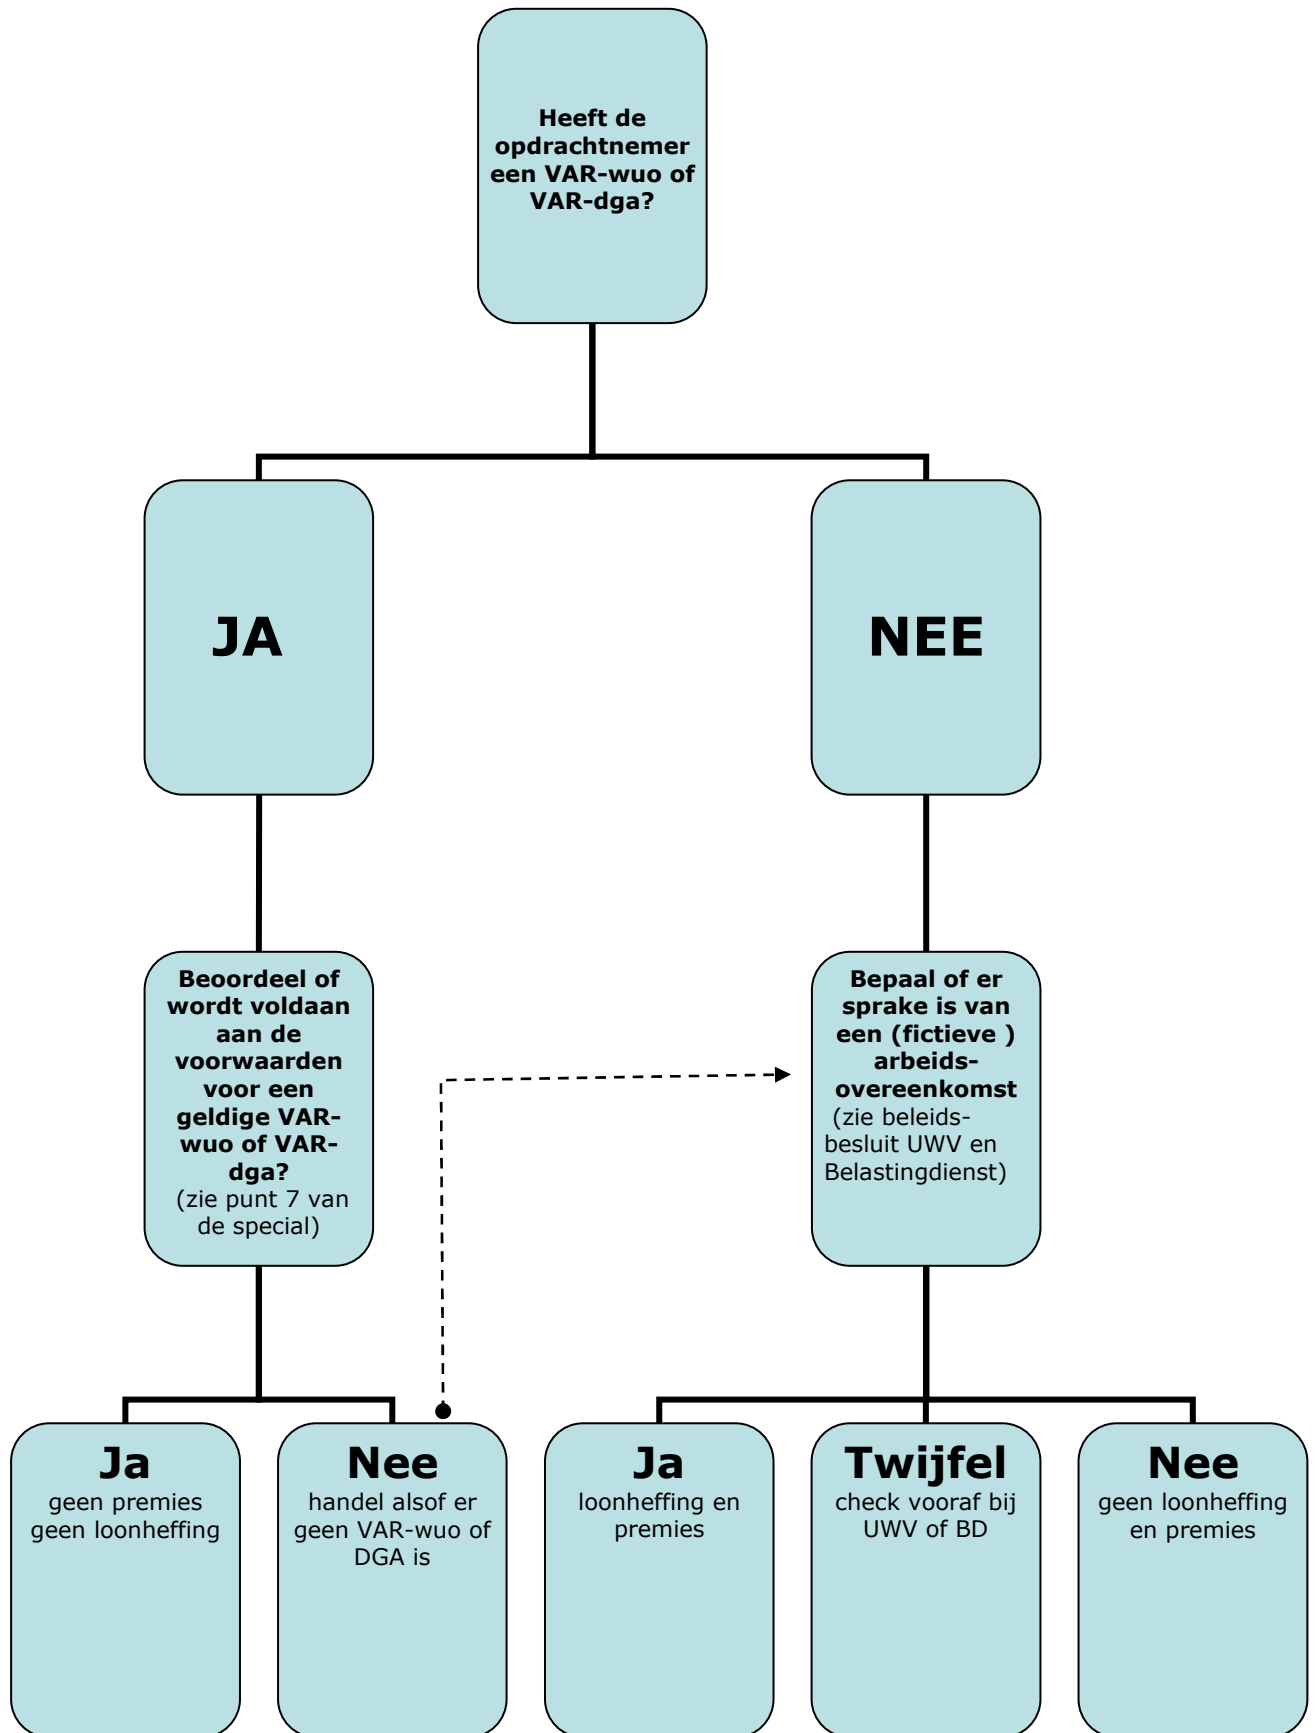 Heeft de
opdrachtnemer
een VAR-wuo of
VAR-dga?
JA
NEE
Beoordeel of
wordt voldaan
aan de
voorwaarden
voor een
geldige VAR-
wuo of VAR-
dga?
(zie punt 7 van
de special)
Bepaal of er
sprake is van
een (fictieve )
arbeids-
overeenkomst
(zie beleids-
besluit UWV en
Belastingdienst)
Ja
geen premies
geen loonheffing
Nee
handel alsof er
geen VAR-wuo of
DGA is
Ja
loonheffing en
premies
Twijfel
check vooraf bij
UWV of BD
Nee
geen loonheffing
en premies